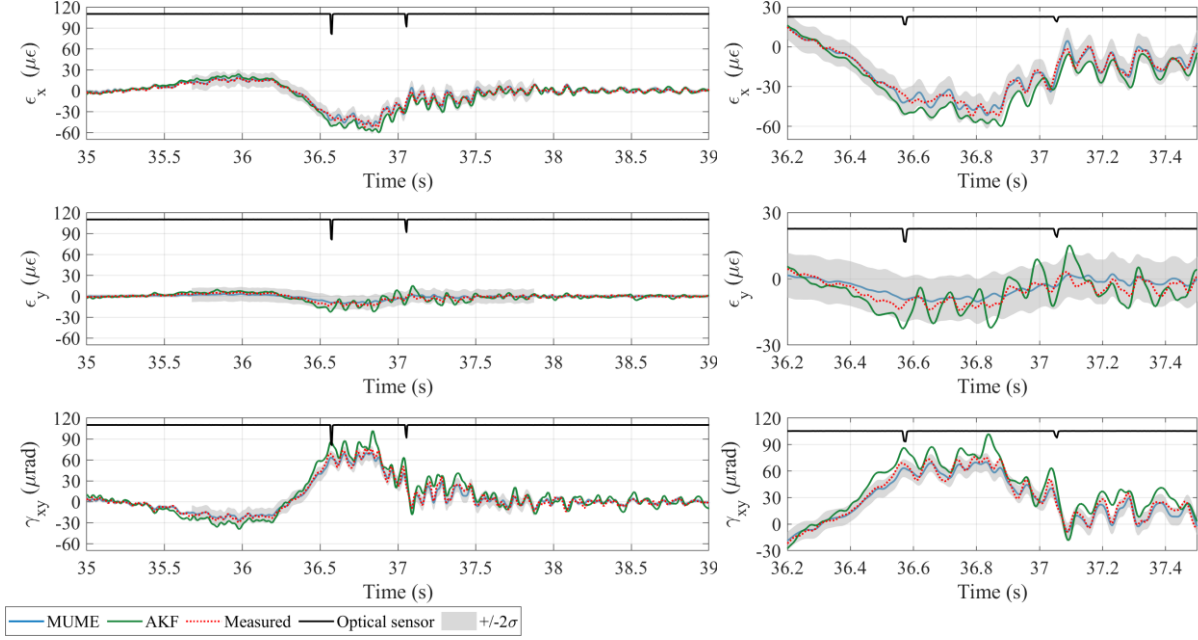 120
90
60
30
0
-30
-60
ϵx (μϵ)
35 35.5 36 36.5 37 37.5 38 38.5 39
Time (s)
30
0
-30
-60
ϵx (μϵ)
36.2 36.4 36.6 36.8 37 37.2 37.4
Time (s)
120
90
60
30
0
-30
-60
ϵy (μϵ)
35 35.5 36 36.5 37 37.5 38 38.5 39
Time (s)
30
0
-30
ϵy (μϵ)
36.2 36.4 36.6 36.8 37 37.2 37.4
Time (s)
120
90
60
30
0
-30
-60
γxy (μrad)
35 35.5 36 36.5 37 37.5 38 38.5 39
Time (s)
120
90
60
30
0
-30
γxy (μrad)
36.2 36.4 36.6 36.8 37 37.2 37.4
Time (s)
MUME AKF Measured Optical sensor +/-2σ